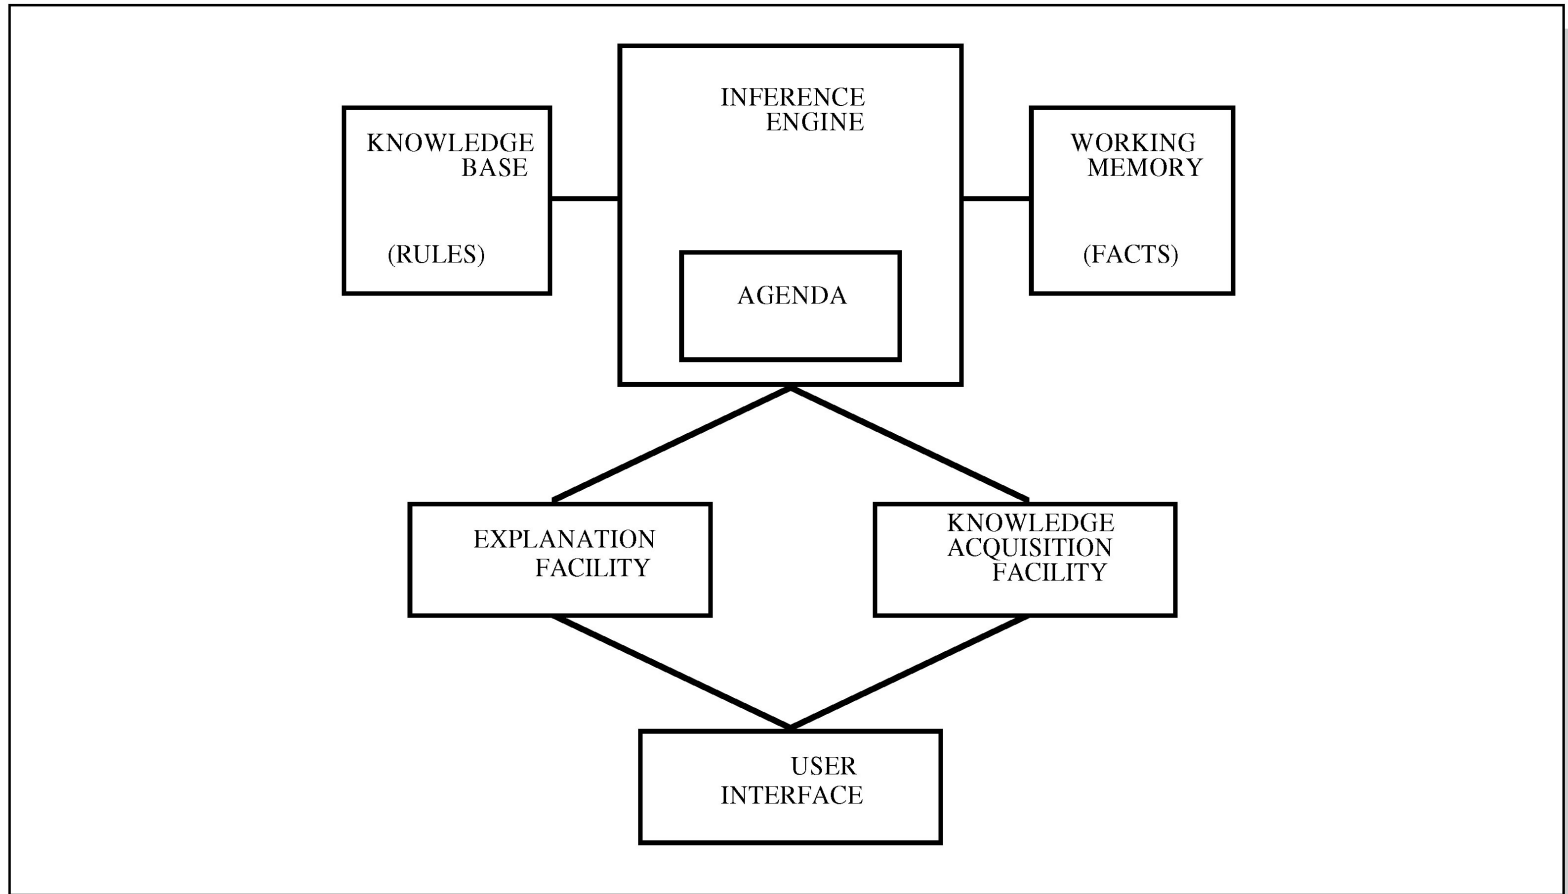 INFERENCE
ENGINE
KNOWLEDGE
BASE
(RULES)
WORKING
MEMORY
(FACTS)
AGENDA
EXPLANATION
FACILITY
KNOWLEDGE
ACQUISITION
FACILITY
USER
INTERFACE